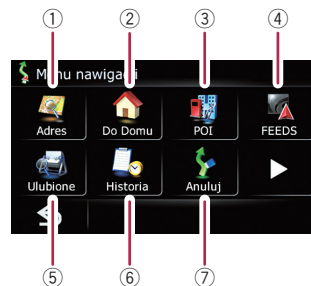 ① ② ③ ④
Menu nawigacji
Adres Do Domu POI FEEDS
Ulubione Historia Anuluj
⑤ ⑥ ⑦